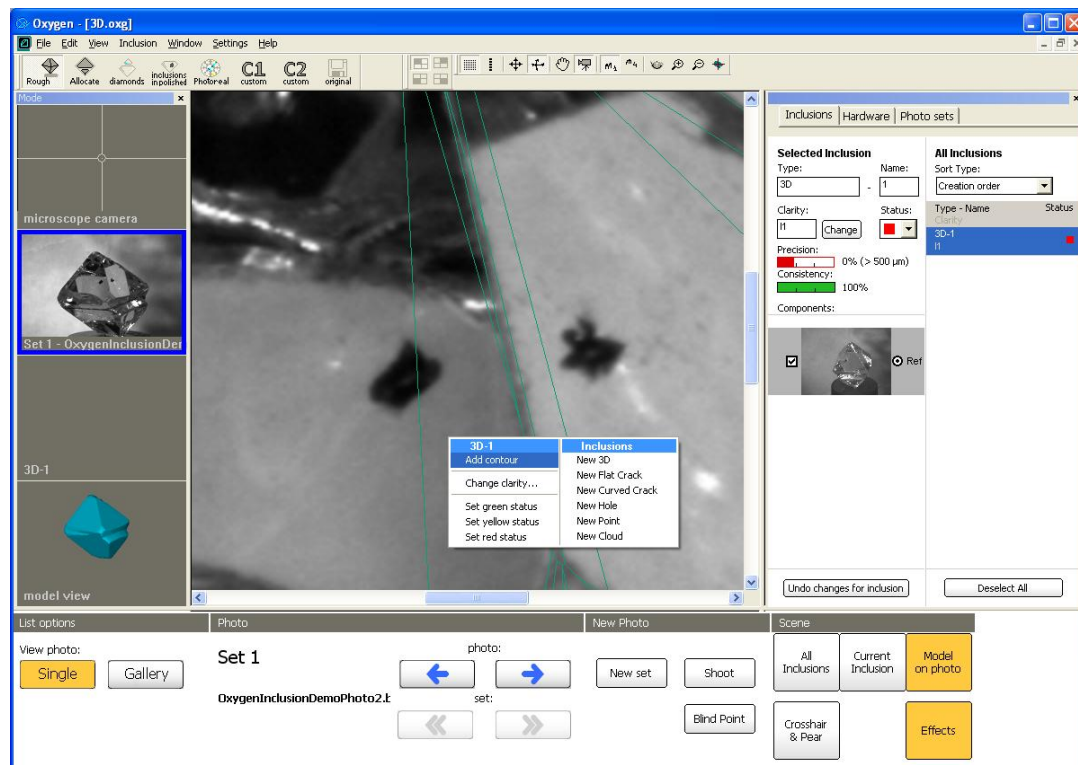 Oxygen - [3D.oxg]
File Edit View Inclusion Window Settings Help
Rough
Allocate
diamonds
inclusions
inpolished
Photoreal
C1
custom
C2
custom
original
Mode
microscope camera
Set 1 - OxygenInclusionDer
3D-1
model view
3D-1
Add contour
Change clarity...
Set green status
Set yellow status
Set red status
Inclusions
New 3D
New Flat Crack
New Curved Crack
New Hole
New Point
New Cloud
Inclusions Hardware Photo sets
Selected Inclusion
Type: Name:
3D - 1
Clarity: Status:
I1 Change
Precision:
0% (> 500 µm)
Consistency:
100%
Components:
Ref
Undo changes for inclusion
All Inclusions
Sort Type:
Creation order
Type - Name Status
Clarity
3D-1
I1
Deselect All
List options
View photo:
Single Gallery
Photo
Set 1
OxygenInclusionDemoPhoto2.b
photo:
set:
New Photo
New set Shoot
Blind Point
Scene
All
Inclusions
Current
Inclusion
Model
on photo
Crosshair
& Pear
Effects